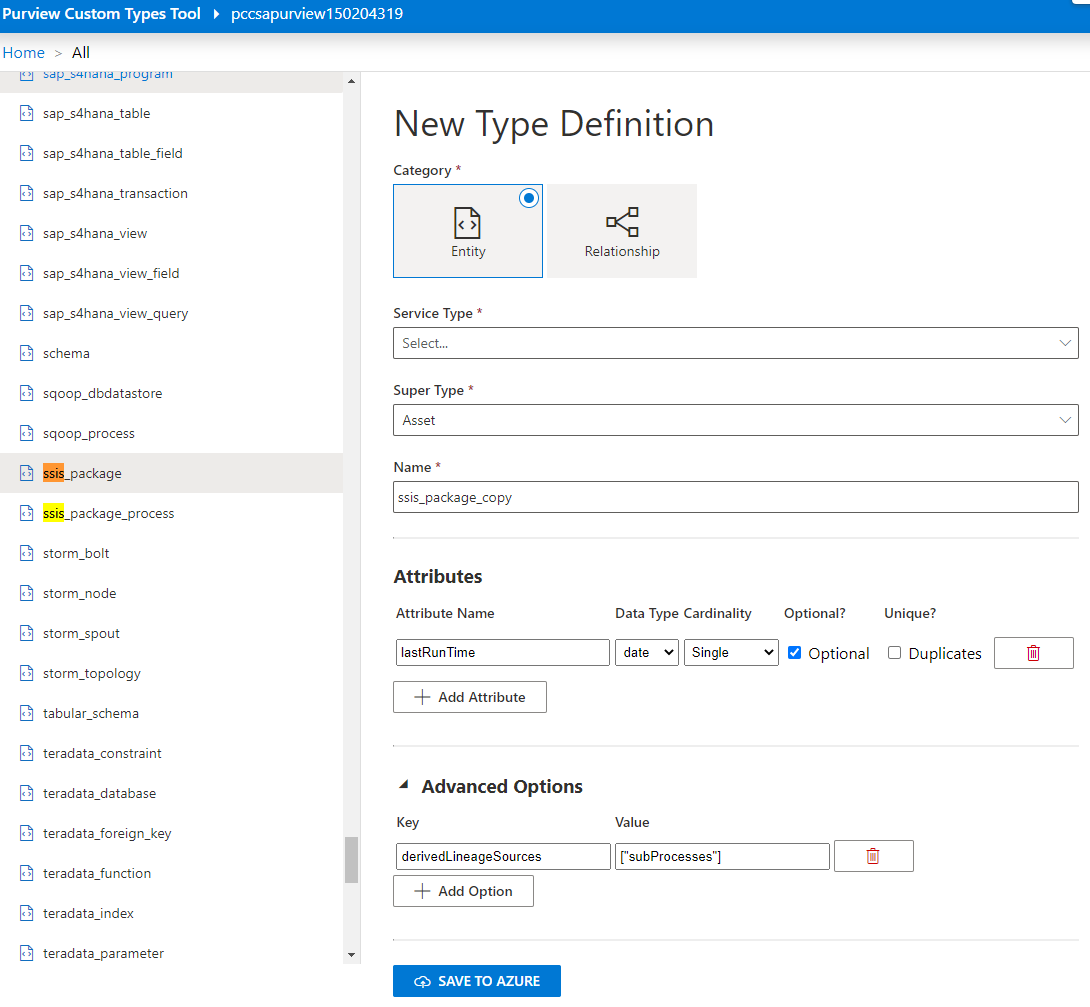 Purview Custom Types Tool pccsapurview150204319
Home > All
sap_s4hana_program
sap_s4hana_table
sap_s4hana_table_field
sap_s4hana_transaction
sap_s4hana_view
sap_s4hana_view_field
sap_s4hana_view_query
schema
sqoop_dbdatastore
sqoop_process
ssis_package
ssis_package_process
storm_bolt
storm_node
storm_spout
storm_topology
tabular_schema
teradata_constraint
teradata_database
teradata_foreign_key
teradata_function
teradata_index
teradata_parameter
New Type Definition
Category *
Entity Relationship
Service Type *
Select...
Super Type *
Asset
Name *
ssis_package_copy
Attributes
Attribute Name Data Type Cardinality Optional? Unique?
lastRunTime date Single Optional Duplicates
Add Attribute
Advanced Options
Key Value
derivedLineageSources ["subProcesses"]
Add Option
SAVE TO AZURE